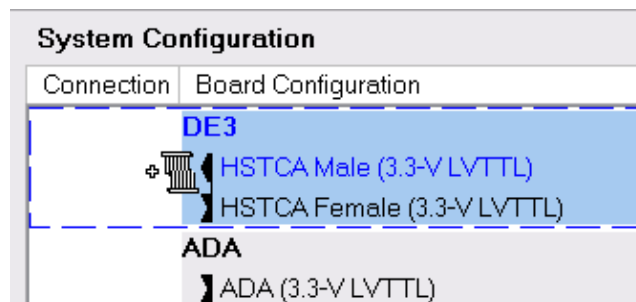 System Configuration
Connection Board Configuration
DE3
HSTCA Male (3.3-V LVTTL)
HSTCA Female (3.3-V LVTTL)
ADA
ADA (3.3-V LVTTL)